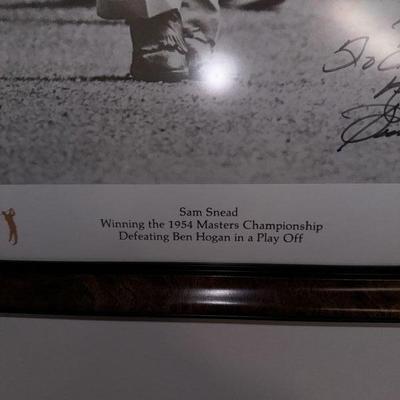 Sam Snead
Winning the 1954 Masters Championship
Defeating Ben Hogan in a Play Off